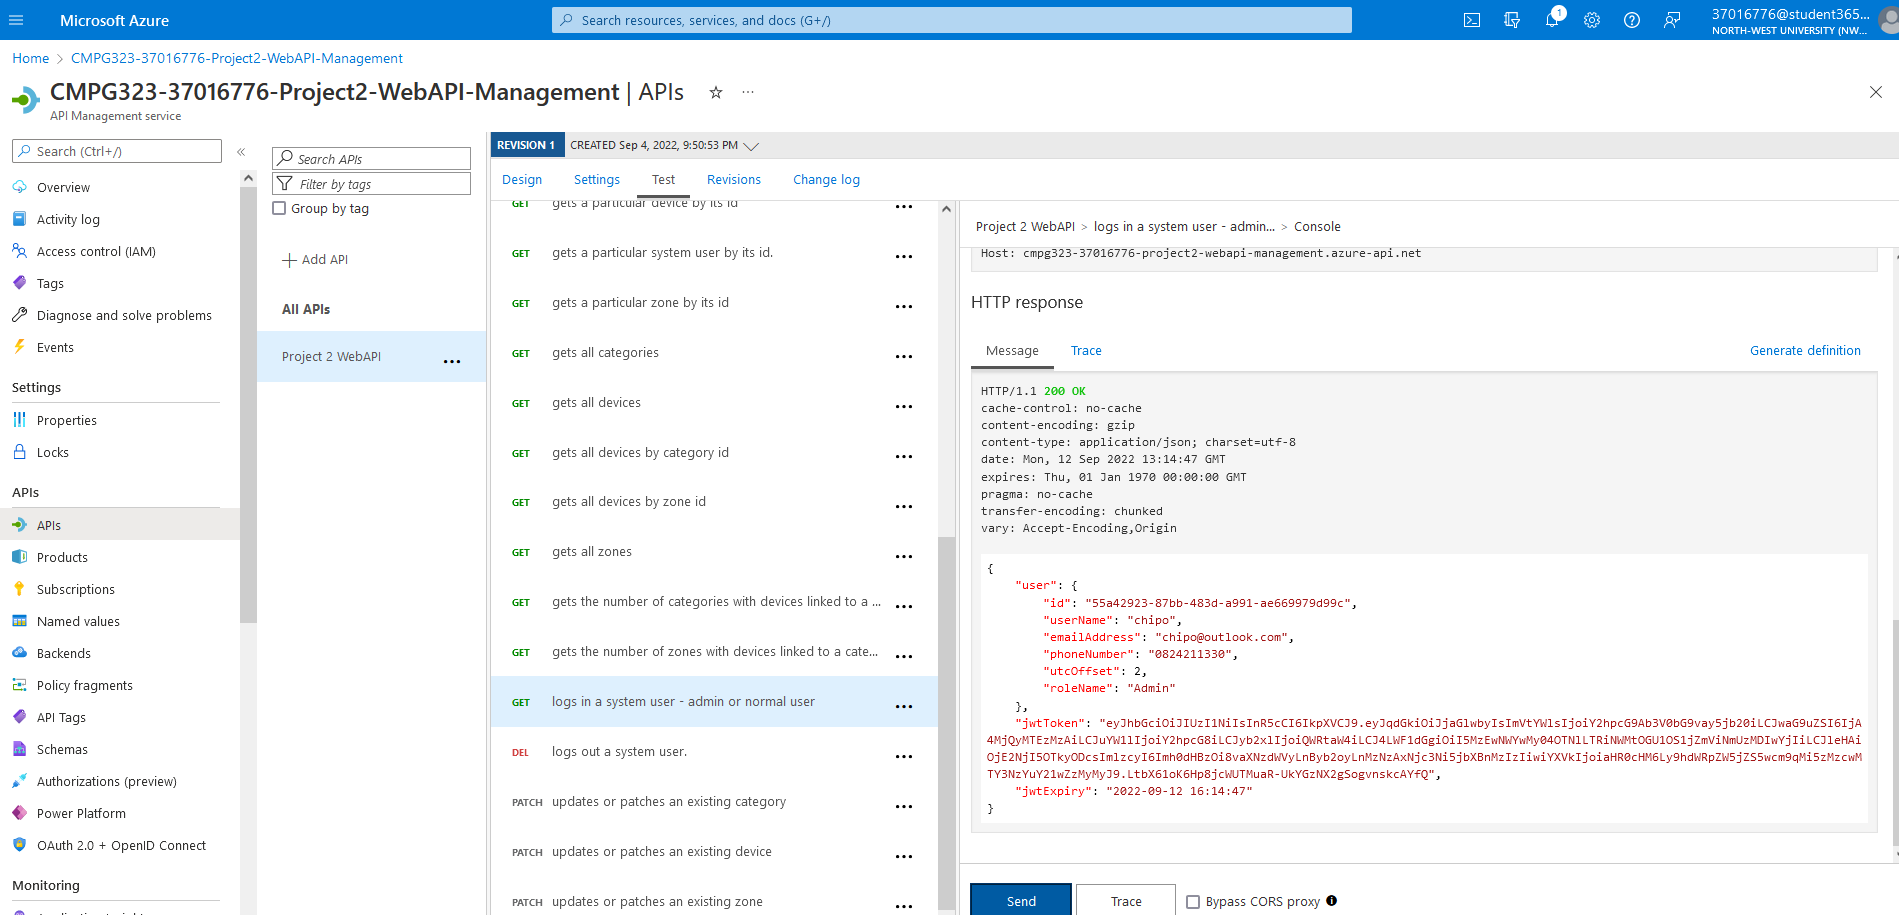 Microsoft Azure
Search resources, services, and docs (G+/)
1
37016776@student365...
NORTH-WEST UNIVERSITY (NW...
Home > CMPG323-37016776-Project2-WebAPI-Management
CMPG323-37016776-Project2-WebAPI-Management | APIs
API Management service
Search (Ctrl+/)
Overview
Activity log
Access control (IAM)
Tags
Diagnose and solve problems
Events
Settings
Properties
Locks
APIs
APIs
Products
Subscriptions
Named values
Backends
Policy fragments
API Tags
Schemas
Authorizations (preview)
Power Platform
OAuth 2.0 + OpenID Connect
Monitoring
Search APIs
Filter by tags
Group by tag
Add API
All APIs
Project 2 WebAPI
REVISION 1
CREATED Sep 4, 2022, 9:50:53 PM
Design Settings Test Revisions Change log
GET gets a particular device by its id
GET gets a particular system user by its id.
GET gets a particular zone by its id
GET gets all categories
GET gets all devices
GET gets all devices by category id
GET gets all devices by zone id
GET gets all zones
GET gets the number of categories with devices linked to a ...
GET gets the number of zones with devices linked to a cate...
GET logs in a system user - admin or normal user
DEL logs out a system user.
PATCH updates or patches an existing category
PATCH updates or patches an existing device
PATCH updates or patches an existing zone
Project 2 WebAPI > logs in a system user - admin... > Console
Host: cmpg323-37016776-project2-webapi-management.azure-api.net
HTTP response
Message Trace Generate definition
HTTP/1.1 200 OK
cache-control: no-cache
content-encoding: gzip
content-type: application/json; charset=utf-8
date: Mon, 12 Sep 2022 13:14:47 GMT
expires: Thu, 01 Jan 1970 00:00:00 GMT
pragma: no-cache
transfer-encoding: chunked
vary: Accept-Encoding,Origin
{
"user": {
"id": "55a42923-87bb-483d-a991-ae669979d99c",
"userName": "chipo",
"emailAddress": "chipo@outlook.com",
"phoneNumber": "0824211330",
"utcOffset": 2,
"roleName": "Admin"
},
"jwtToken":
"jwtExpiry": "2022-09-12 16:14:47"
}
Send Trace Bypass CORS proxy